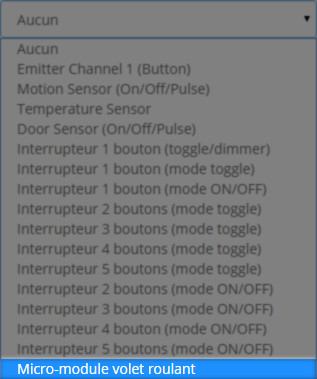 Aucun
Aucun
Emitter Channel 1 (Button)
Motion Sensor (On/Off/Pulse)
Temperature Sensor
Door Sensor (On/Off/Pulse)
Interrupteur 1 bouton (toggle/dimmer)
Interrupteur 1 bouton (mode toggle)
Interrupteur 1 bouton (mode ON/OFF)
Interrupteur 2 boutons (mode toggle)
Interrupteur 3 boutons (mode toggle)
Interrupteur 4 boutons (mode toggle)
Interrupteur 5 boutons (mode toggle)
Interrupteur 2 boutons (mode ON/OFF)
Interrupteur 3 boutons (mode ON/OFF)
Interrupteur 4 bouton (mode ON/OFF)
Interrupteur 5 boutons (mode ON/OFF)
Micro-module volet roulant